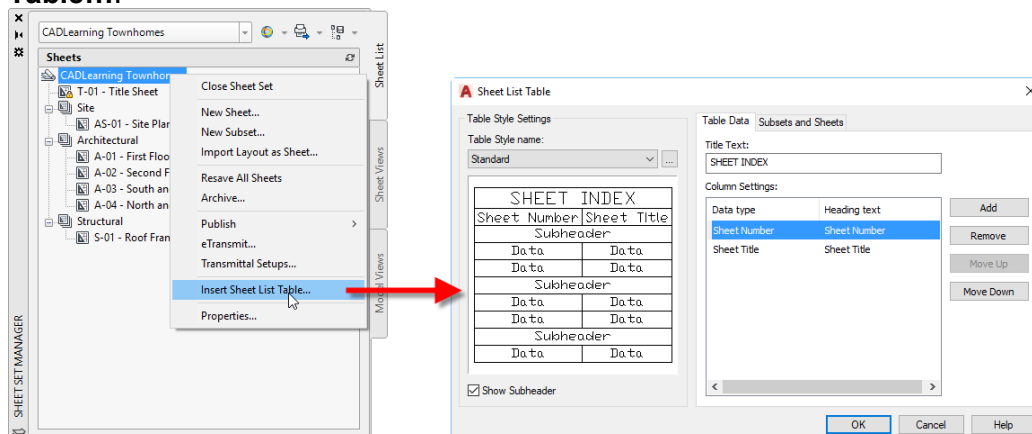 CADLearning Townhomes
Sheets
CADLearning Townhom
T-01 - Title Sheet
Site
AS-01 - Site Plan
Architectural
A-01 - First Floo
A-02 - Second F
A-03 - South an
A-04 - North an
Structural
S-01 - Roof Fran
Close Sheet Set
New Sheet...
New Subset...
Import Layout as Sheet...
Resave All Sheets
Archive...
Publish
eTransmit...
Transmittal Setups...
Insert Sheet List Table...
Properties...
Sheet List
Sheet Views
Model Views
SHEET SET MANAGER
Sheet List Table
Table Style Settings
Table Style name:
Standard
...
SHEET INDEX
Sheet Number Sheet Title
Subheader
Data Data
Data Data
Subheader
Data Data
Data Data
Subheader
Data Data
Show Subheader
Table Data Subsets and Sheets
Title Text:
SHEET INDEX
Column Settings:
Data type Heading text
Sheet Number Sheet Number
Sheet Title Sheet Title
Add
Remove
Move Up
Move Down
OK Cancel Help